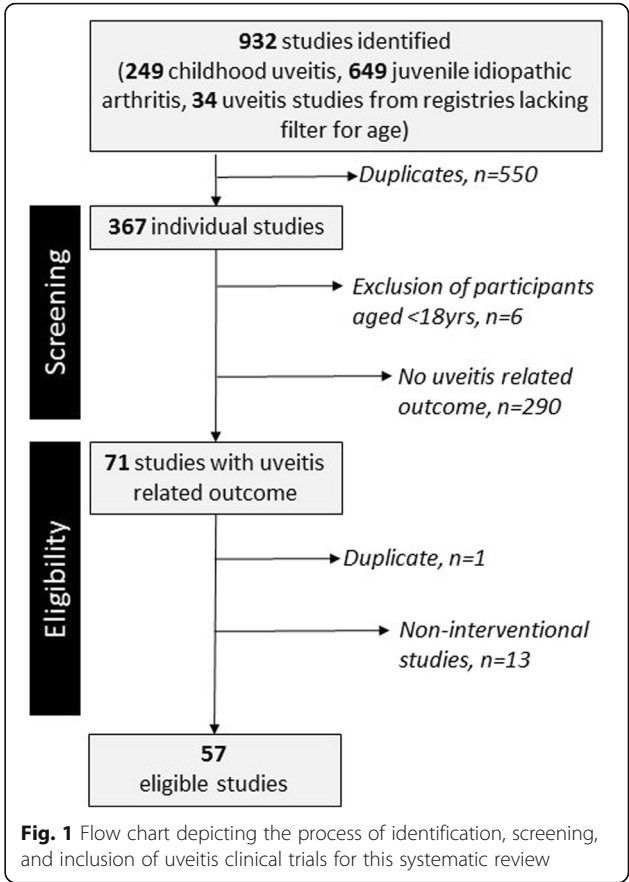 932 studies identified
(249 childhood uveitis, 649 juvenile idiopathic
arthritis, 34 uveitis studies from registries lacking
filter for age)
Duplicates, n=550
Screening
367 individual studies
Exclusion of participants
aged <18yrs, n=6
No uveitis related
outcome, n=290
71 studies with uveitis
related outcome
Eligibility
Duplicate, n=1
Non-interventional
studies, n=13
57
eligible studies
Fig. 1 Flow chart depicting the process of identification, screening,
and inclusion of uveitis clinical trials for this systematic review